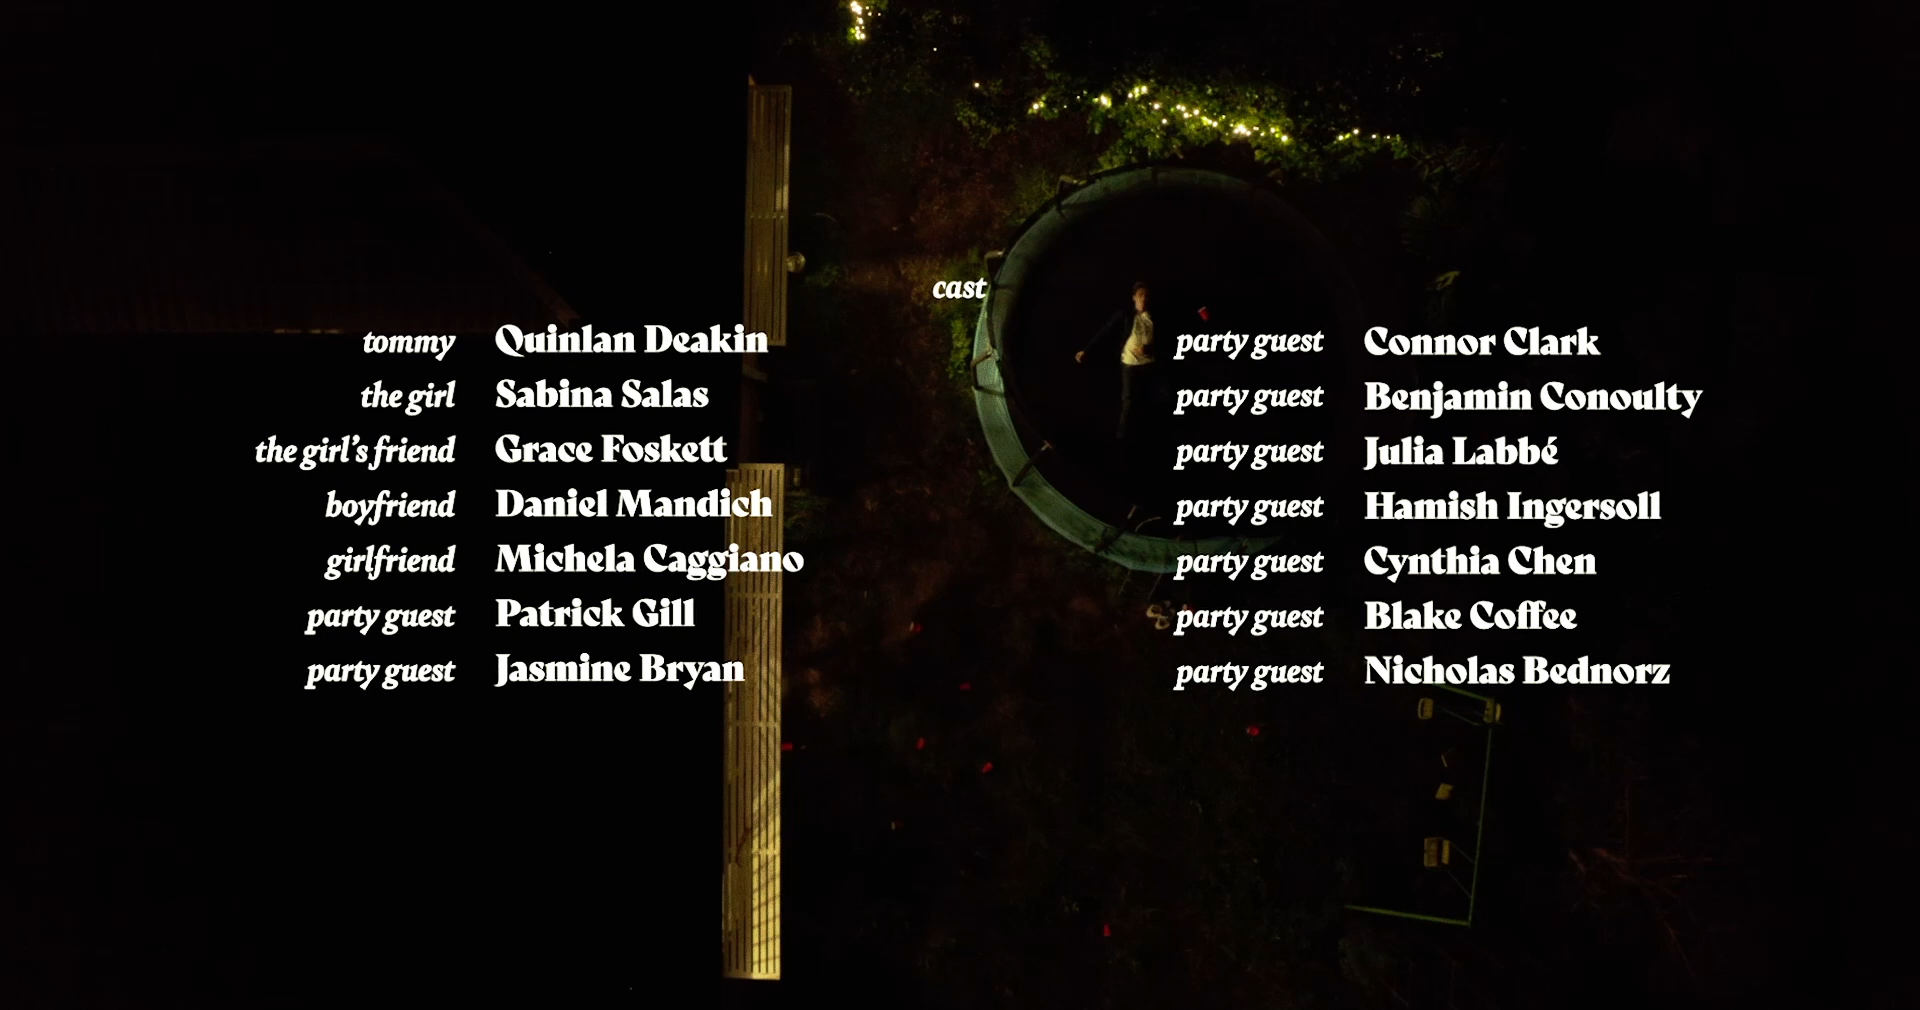 cast
tommy Quinlan Deakin
the girl Sabina Salas
the girl's friend Grace Foskett
boyfriend Daniel Mandich
girlfriend Michela Caggiano
party guest Patrick Gill
party guest Jasmine Bryan
party guest Connor Clark
party guest Benjamin Conoulty
party guest Julia Labbé
party guest Hamish Ingersoll
party guest Cynthia Chen
party guest Blake Coffee
party guest Nicholas Bednorz